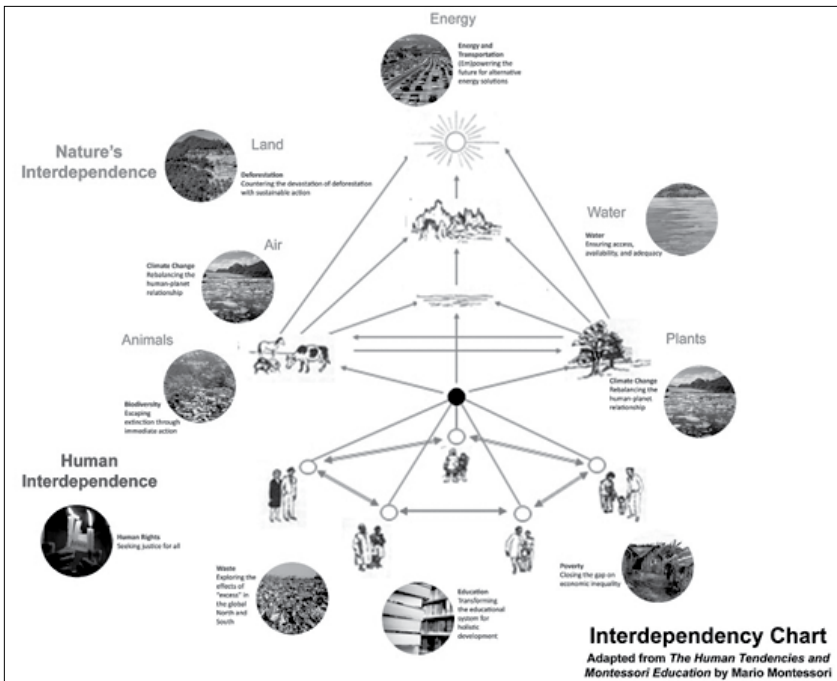 Energy
Energy and
Transportation
(Em)powering the
future for alternative
energy solutions
Nature's
Interdependence
Land
Deforestation
Countering the devastation of deforestation
with sustainable action
Water
Water
Ensuring access,
availability, and adequacy
Air
Climate Change
Rebalancing the
human-planet
relationship
Animals
Biodiversity
Escaping
extinction through
immediate action
Plants
Climate Change
Rebalancing the
human-planet
relationship
Human
Interdependence
Human Rights
Seeking justice for all
Waste
Exploring the
effects of
"excess" in
the global
North and
South
Education
Transforming
the educational
system for
holistic
development
Poverty
Closing the gap on
economic inequality
Interdependency Chart
Adapted from The Human Tendencies and
Montessori Education by Mario Montessori